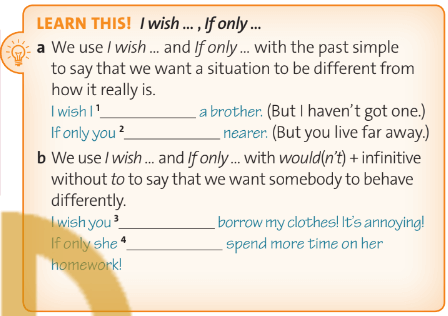 LEARN THIS! I wish ... , If only ...
a We use I wish ... and If only ... with the past simple
to say that we want a situation to be different from
how it really is.
I wish I ¹____________ a brother. (But I haven't got one.)
If only you ²____________ nearer. (But you live far away.)
b We use I wish ... and If only ... with would(n't) + infinitive
without to to say that we want somebody to behave
differently.
I wish you ³____________ borrow my clothes! It's annoying!
If only she ⁴____________ spend more time on her
homework!